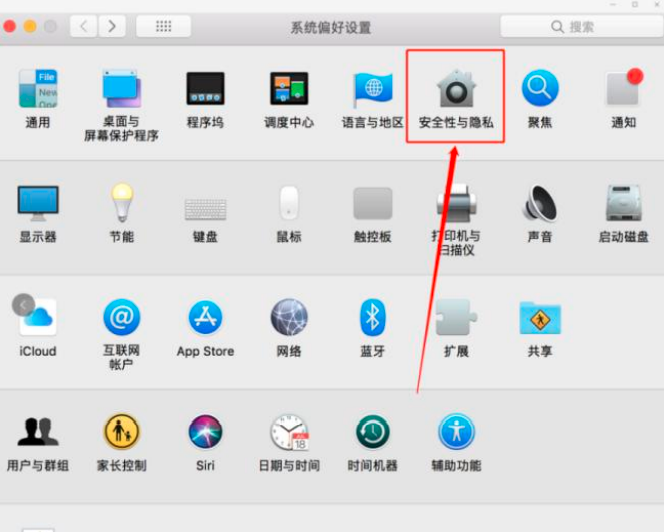 系统偏好设置
搜索
File
New
通用
桌面与
屏幕保护程序
程序坞
调度中心
语言与地区
安全性与隐私
聚焦
通知
显示器
节能
键盘
鼠标
触控板
打印机与
扫描仪
声音
启动磁盘
iCloud
互联网
帐户
App Store
网络
蓝牙
扩展
共享
用户与群组
家长控制
Siri
日期与时间
时间机器
辅助功能
18